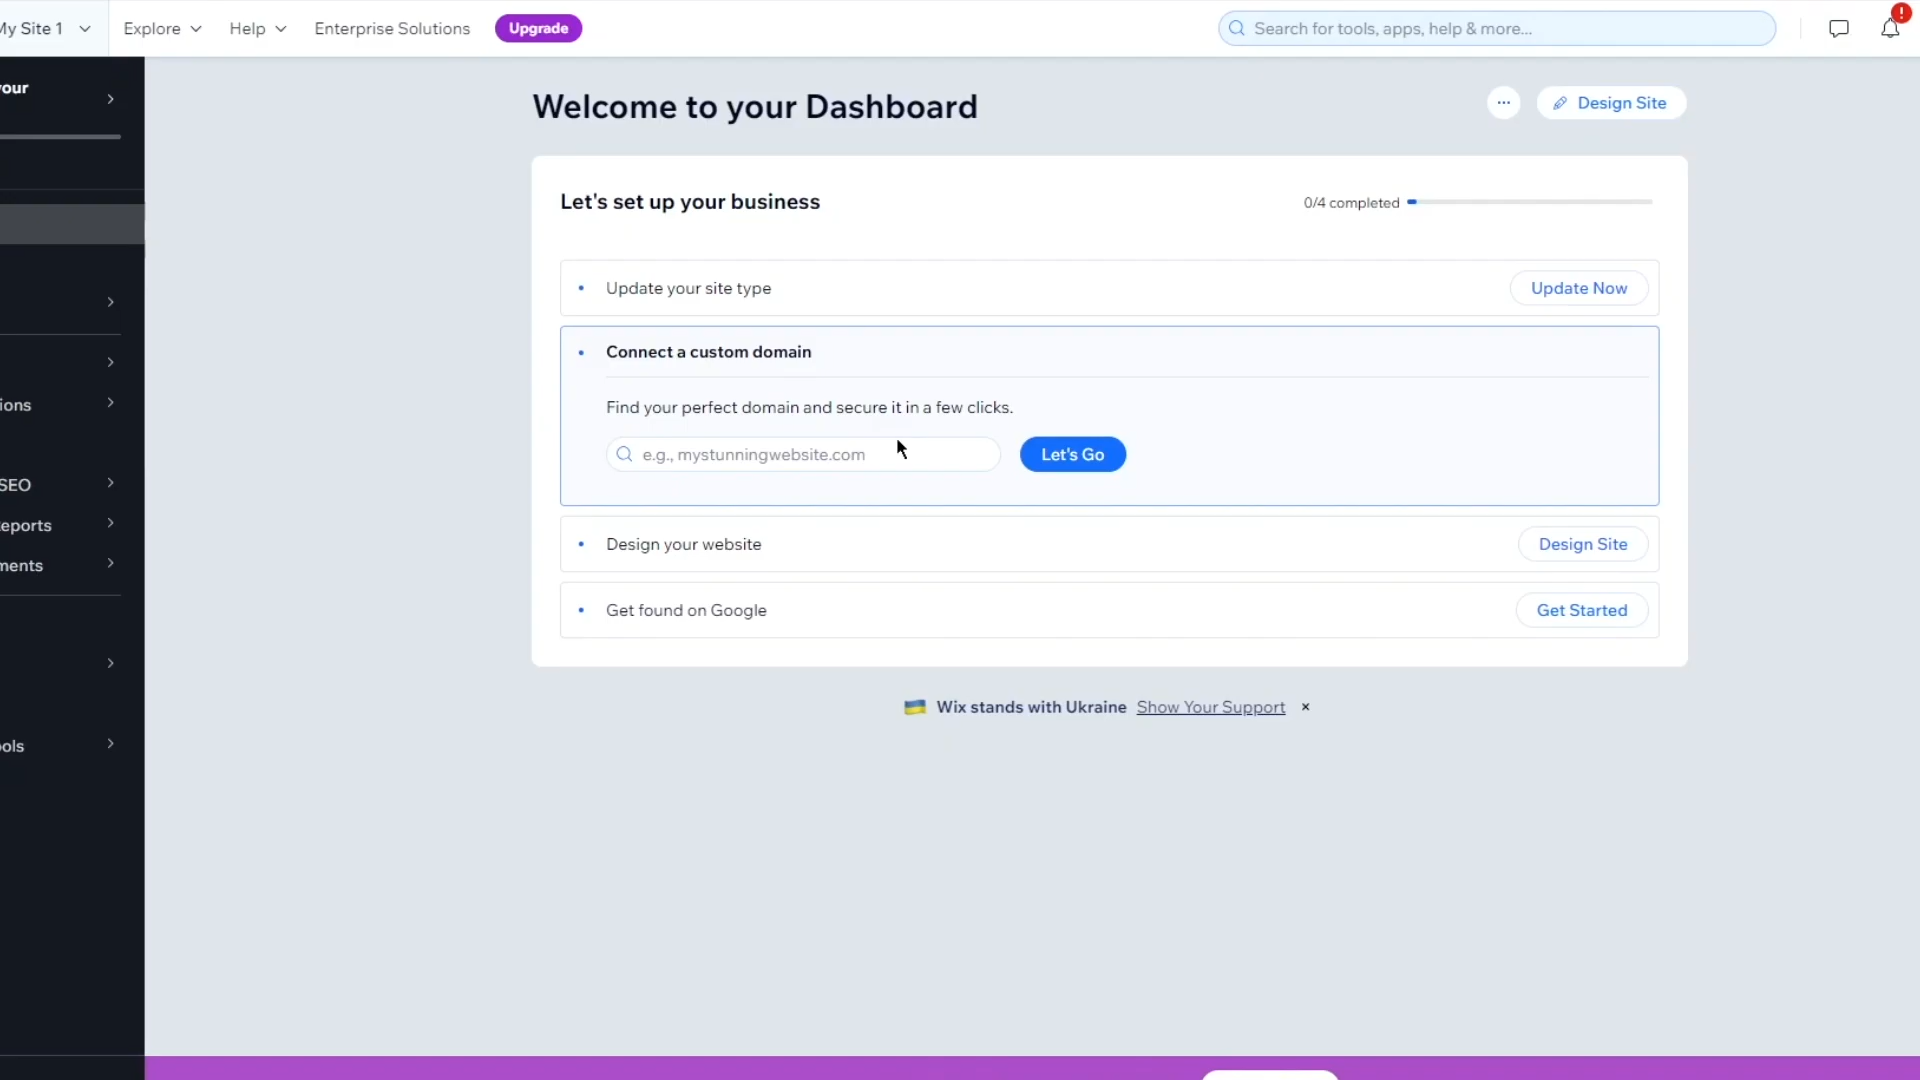 My Site 1
Explore
Help
Enterprise Solutions
Upgrade
Search for tools, apps, help & more...
!
your
ions
SEO
eports
ments
ools
Welcome to your Dashboard
... Design Site
Let's set up your business
0/4 completed
Update your site type
Update Now
Connect a custom domain
Find your perfect domain and secure it in a few clicks.
e.g., mystunningwebsite.com
Let's Go
Design your website
Design Site
Get found on Google
Get Started
Wix stands with Ukraine Show Your Support ×